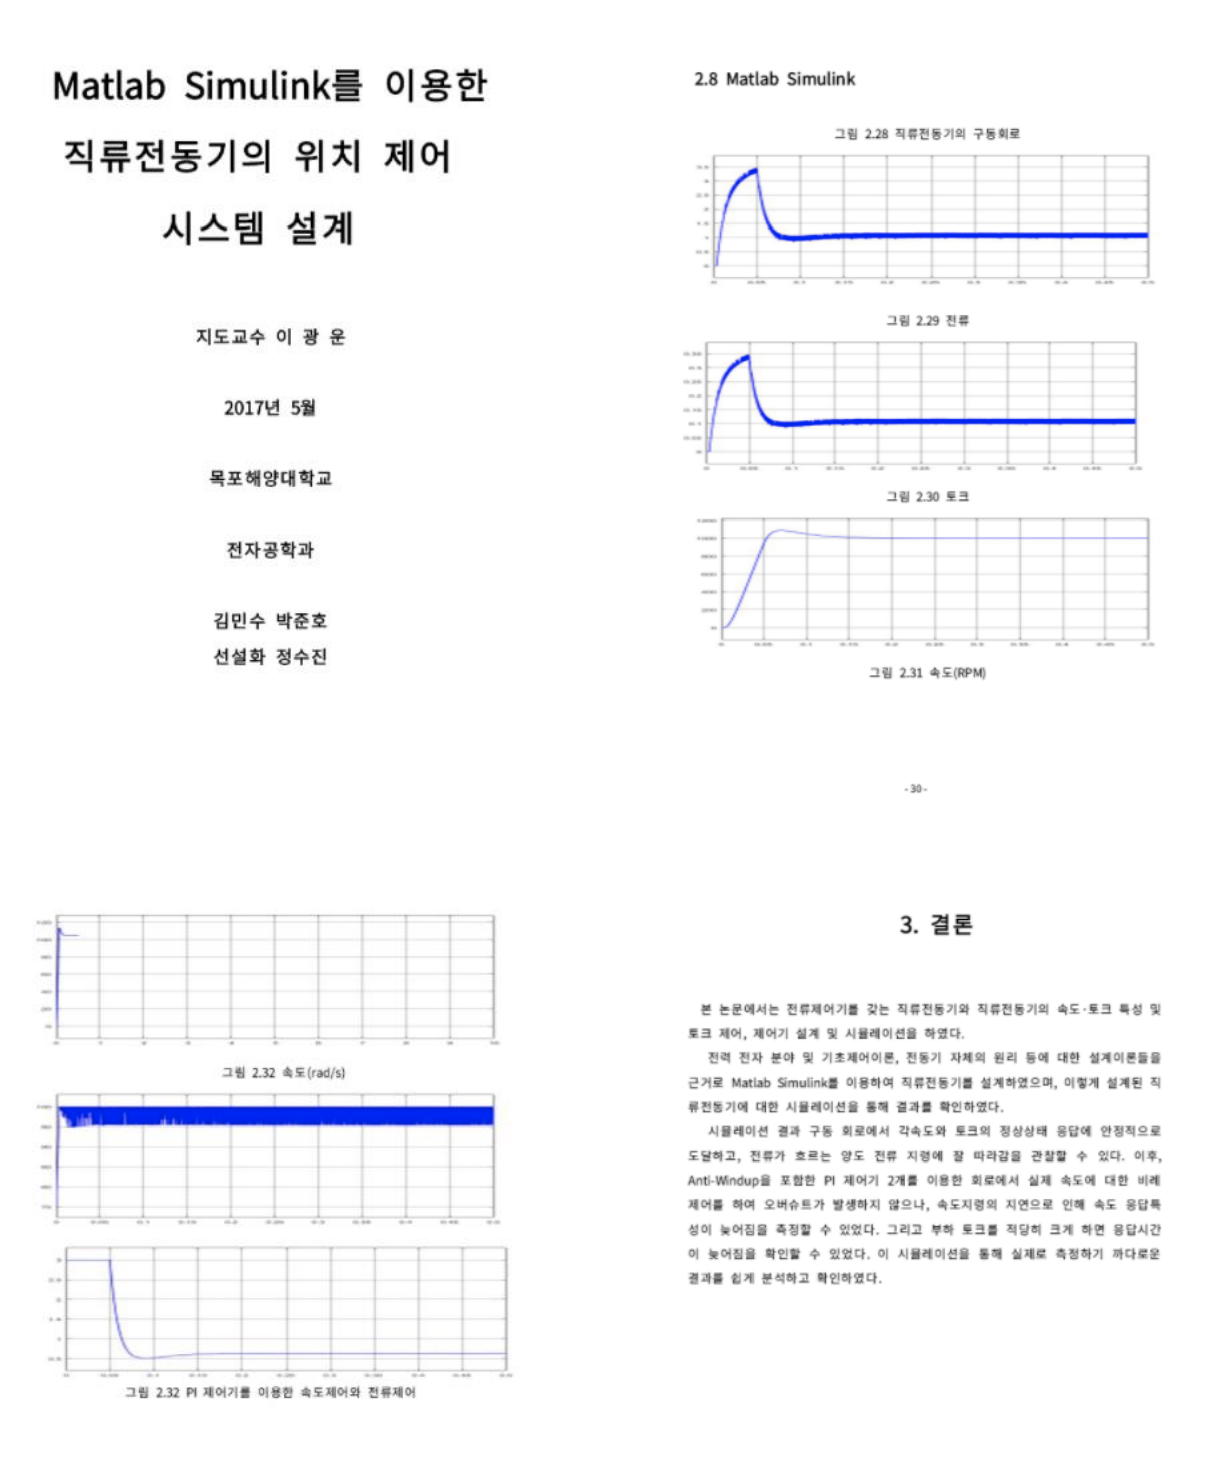 Matlab Simulink를 이용한
직류전동기의 위치 제어
시스템 설계
지도교수 이 광 운
2017년 5월
목포해양대학교
전자공학과
김민수 박준호
선설화 정수진
2.8 Matlab Simulink
그림 2.28 직류전동기의 구동회로
그림 2.29 전류
그림 2.30 토크
그림 2.31 속도(RPM)
- 30 -
그림 2.32 속도(rad/s)
그림 2.32 PI 제어기를 이용한 속도제어와 전류제어
3. 결론
본 논문에서는 전류제어기를 갖는 직류전동기와 직류전동기의 속도·토크 특성 및
토크 제어, 제어기 설계 및 시뮬레이션을 하였다.
전력 전자 분야 및 기초제어이론, 전동기 자체의 원리 등에 대한 설계이론들을
근거로 Matlab Simulink를 이용하여 직류전동기를 설계하였으며, 이렇게 설계된 직
류전동기에 대한 시뮬레이션을 통해 결과를 확인하였다.
시뮬레이션 결과 구동 회로에서 각속도와 토크의 정상상태 응답에 안정적으로
도달하고, 전류가 흐르는 양도 전류 지령에 잘 따라감을 관찰할 수 있다. 이후,
Anti-Windup을 포함한 PI 제어기 2개를 이용한 회로에서 실제 속도에 대한 비례
제어를 하여 오버슈트가 발생하지 않으나, 속도지령의 지연으로 인해 속도 응답특
성이 늦어짐을 측정할 수 있었다. 그리고 부하 토크를 적당히 크게 하면 응답시간
이 늦어짐을 확인할 수 있었다. 이 시뮬레이션을 통해 실제로 측정하기 까다로운
결과를 쉽게 분석하고 확인하였다.